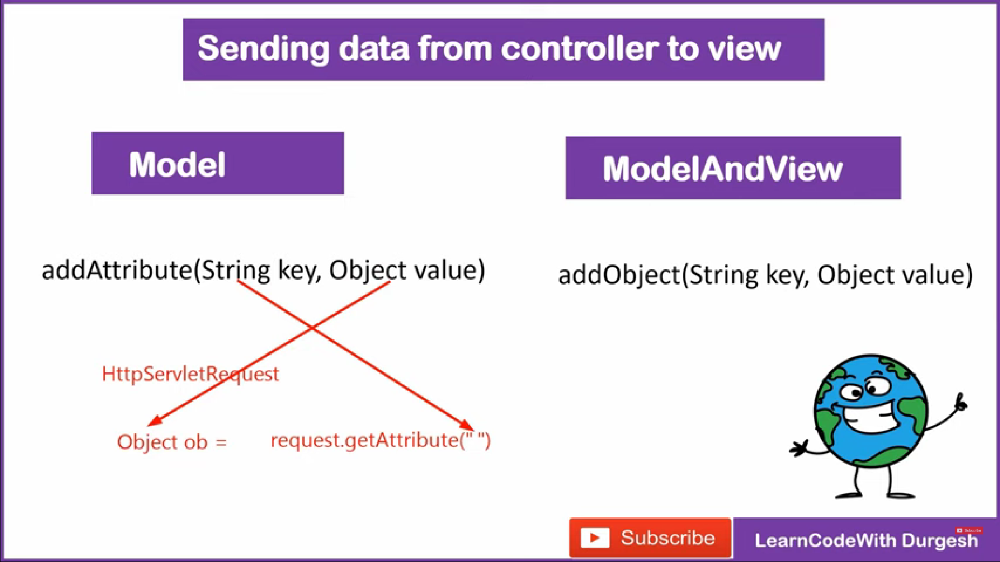 Sending data from controller to view
Model
ModelAndView
addAttribute(String key, Object value)
addObject(String key, Object value)
HttpServletRequest
Object ob = request.getAttribute(" ")
Subscribe
LearnCodeWith Durgesh
Subscribe